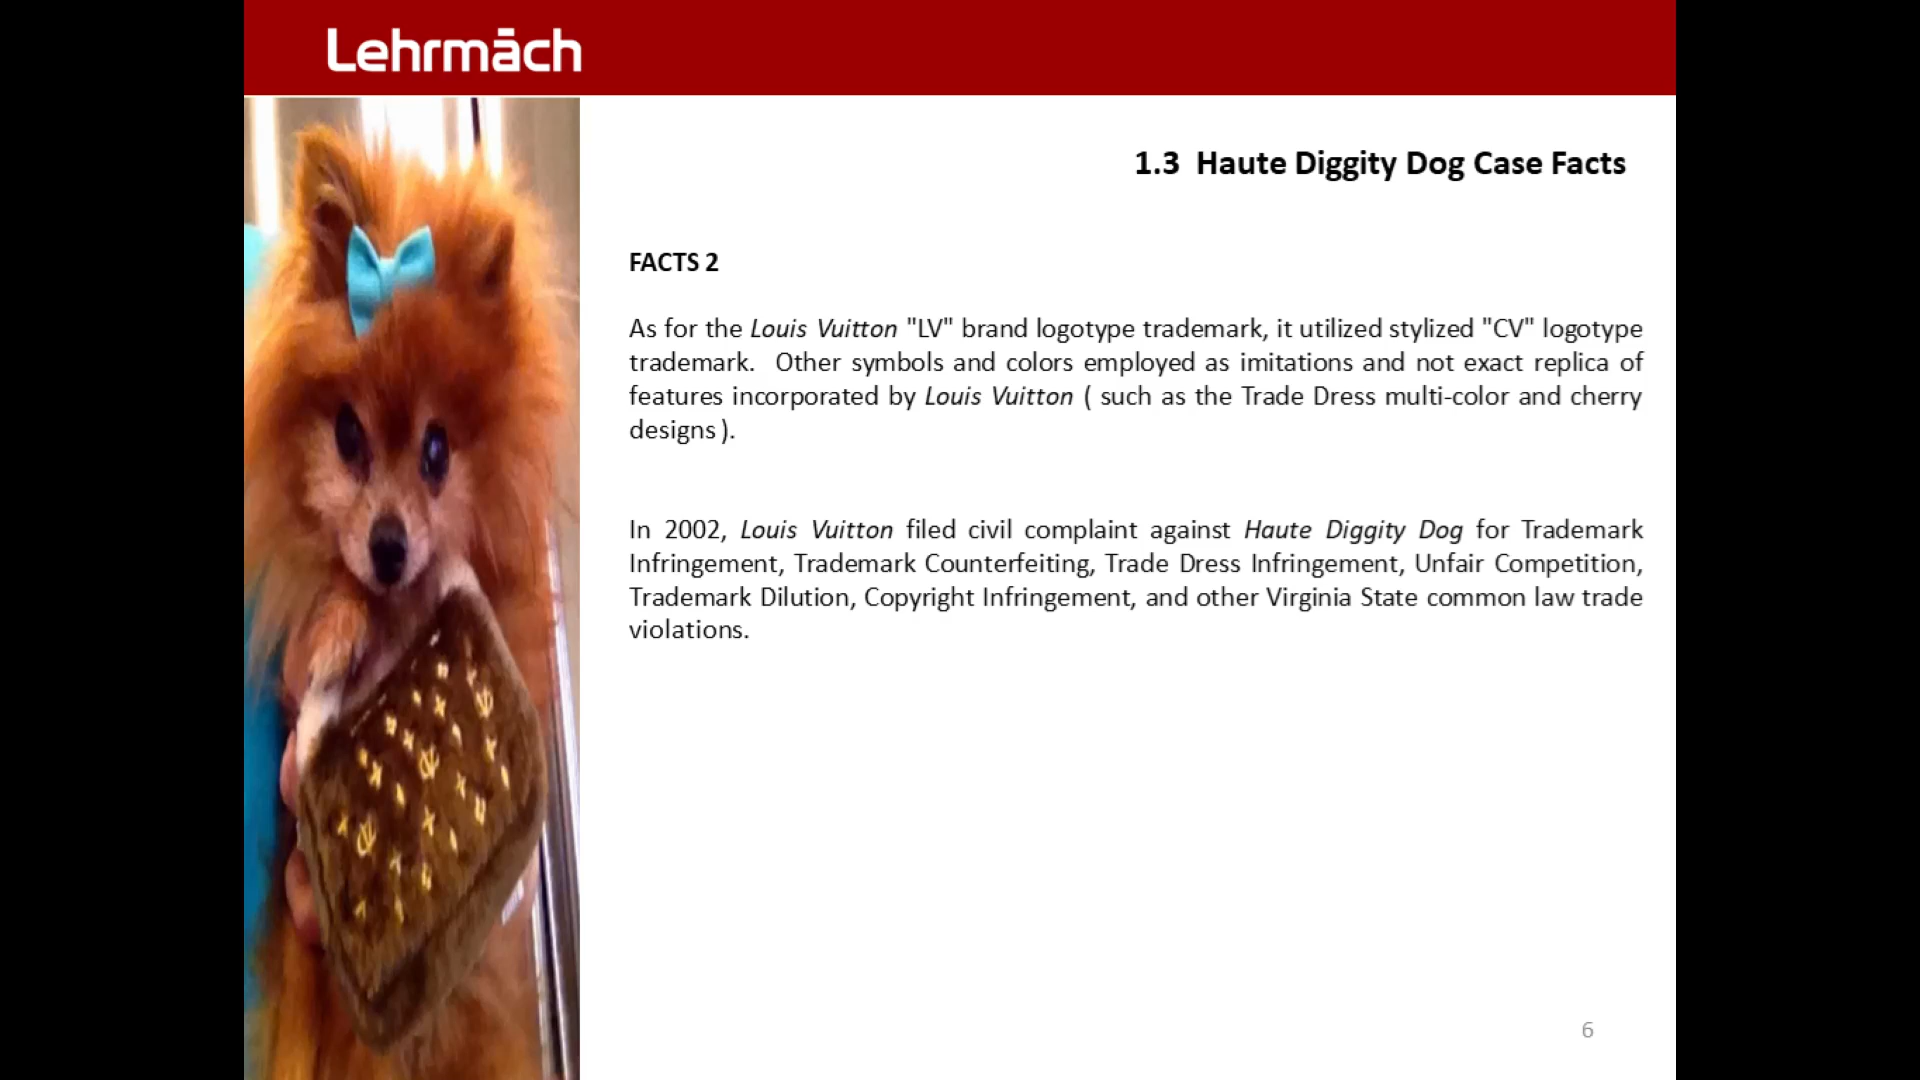 Lehrmāch
1.3 Haute Diggity Dog Case Facts
FACTS 2
As for the Louis Vuitton "LV" brand logotype trademark, it utilized stylized "CV" logotype
trademark. Other symbols and colors employed as imitations and not exact replica of
features incorporated by Louis Vuitton ( such as the Trade Dress multi-color and cherry
designs ).
In 2002, Louis Vuitton filed civil complaint against Haute Diggity Dog for Trademark
Infringement, Trademark Counterfeiting, Trade Dress Infringement, Unfair Competition,
Trademark Dilution, Copyright Infringement, and other Virginia State common law trade
violations.
6